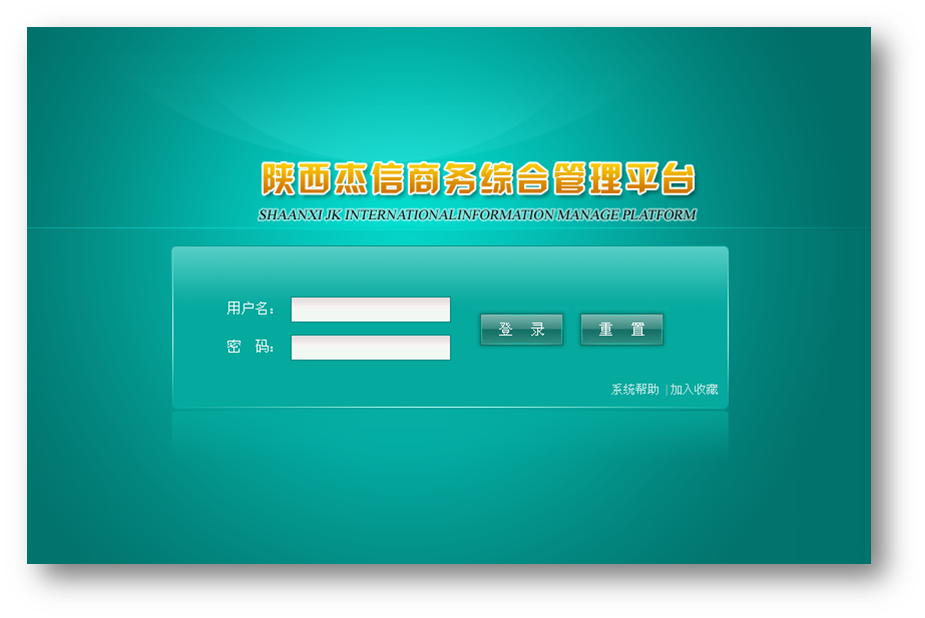 陕西杰信商务综合管理平台
SHAANXI JK INTERNATIONALINFORMATION MANAGE PLATFORM
用户名：
登 录 重 置
密 码：
系统帮助 | 加入收藏